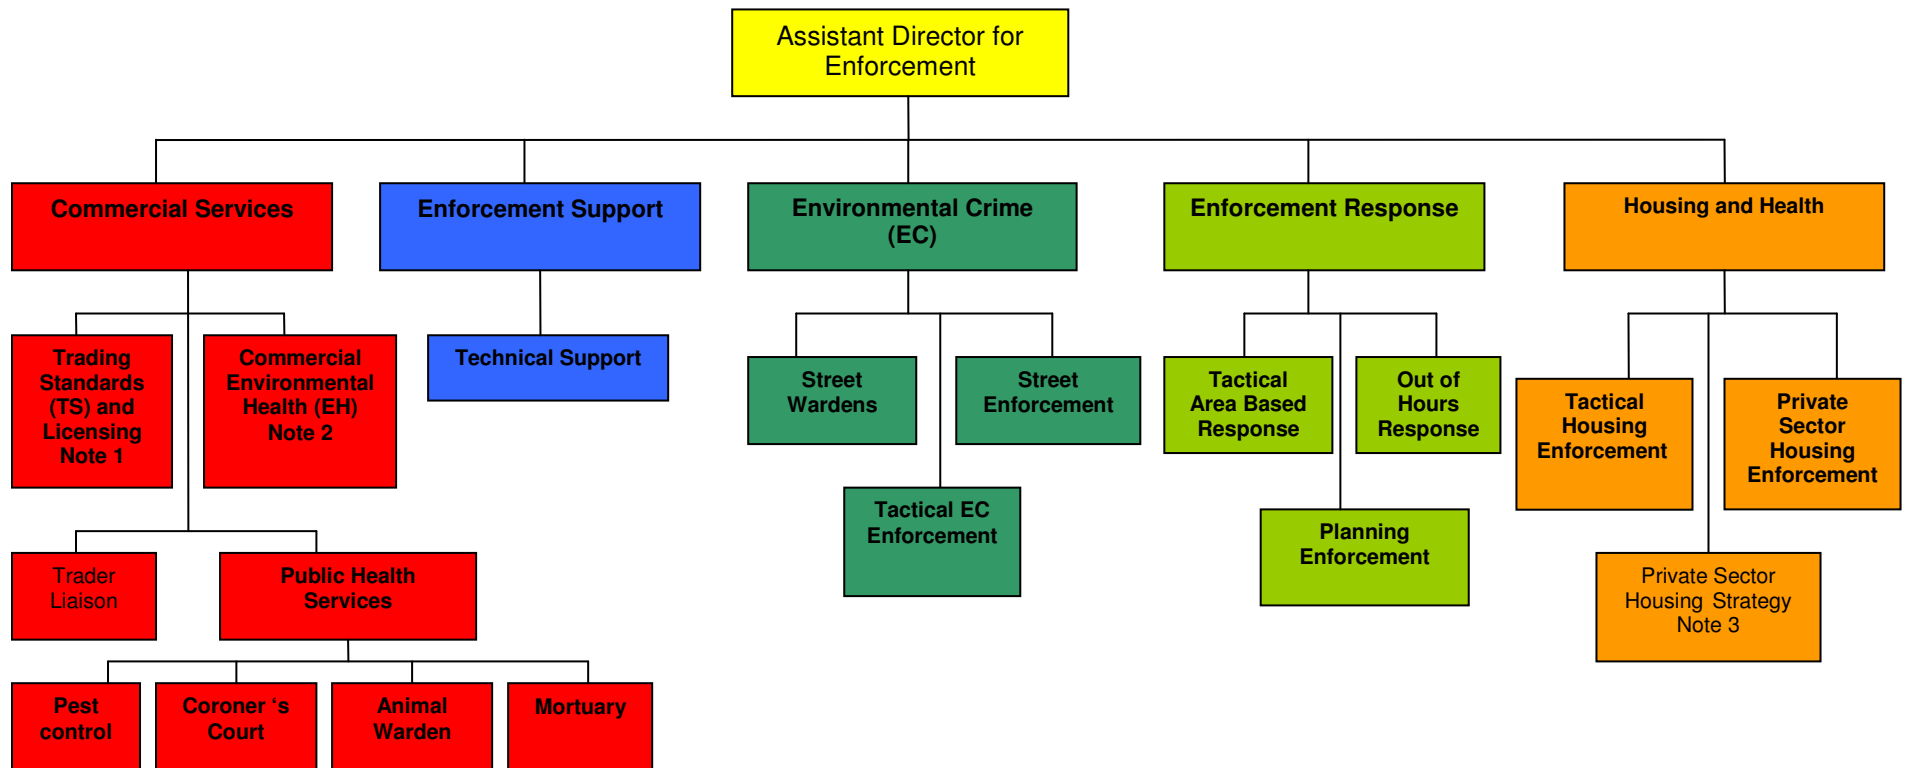 Assistant Director for
Enforcement
Commercial Services
Enforcement Support
Environmental Crime
(EC)
Enforcement Response
Housing and Health
Trading
Standards
(TS) and
Licensing
Note 1
Commercial
Environmental
Health (EH)
Note 2
Technical Support
Street
Wardens
Street
Enforcement
Tactical EC
Enforcement
Tactical
Area Based
Response
Out of
Hours
Response
Planning
Enforcement
Tactical
Housing
Enforcement
Private
Sector
Housing
Enforcement
Private Sector
Housing Strategy
Note 3
Trader
Liaison
Public Health
Services
Pest
control
Coroner ‘s
Court
Animal
Warden
Mortuary